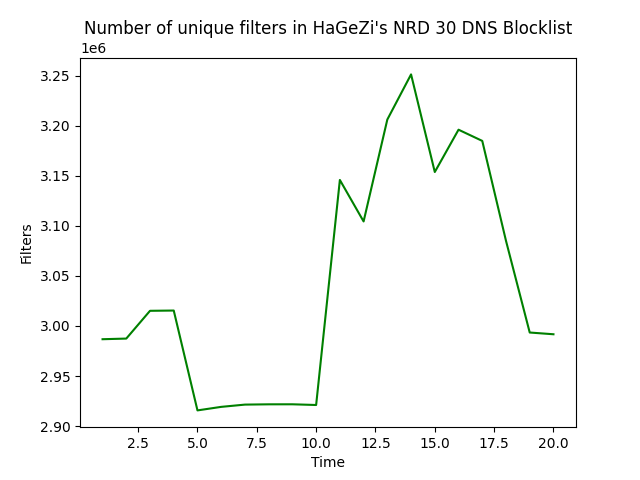 Number of unique filters in HaGeZi's NRD 30 DNS Blocklist
1e6
3.25
3.20
3.15
3.10
3.05
3.00
2.95
2.90
Filters
2.5 5.0 7.5 10.0 12.5 15.0 17.5 20.0
Time